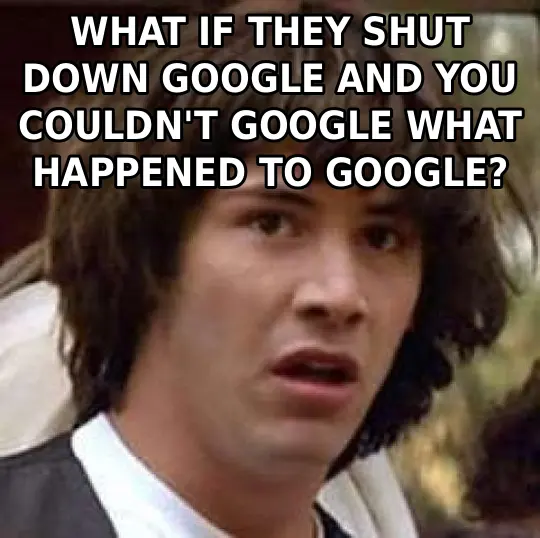 WHAT IF THEY SHUT
DOWN GOOGLE AND YOU
COULDN'T GOOGLE WHAT
HAPPENED TO GOOGLE?